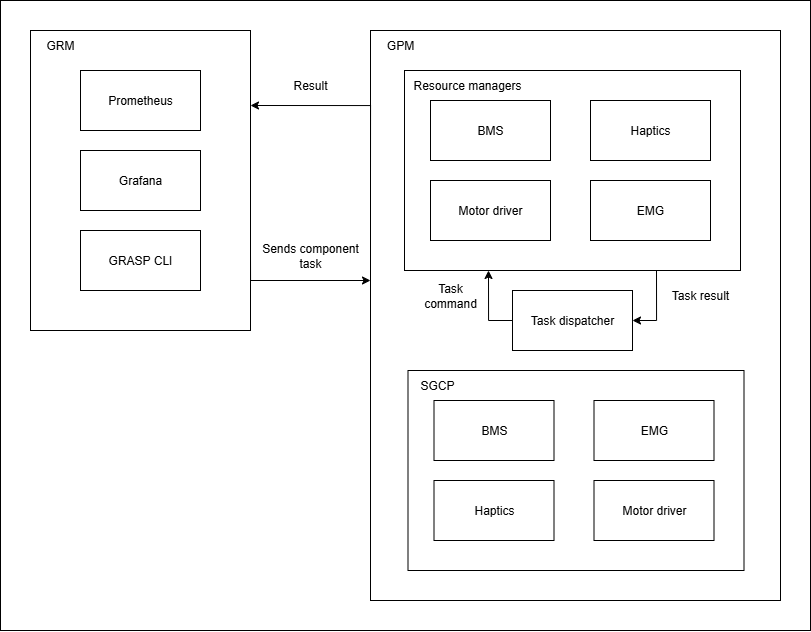 GRM
Prometheus
Grafana
GRASP CLI
Result
Sends component
task
GPM
Resource managers
BMS
Haptics
Motor driver
EMG
Task
command
Task dispatcher
Task result
SGCP
BMS
EMG
Haptics
Motor driver